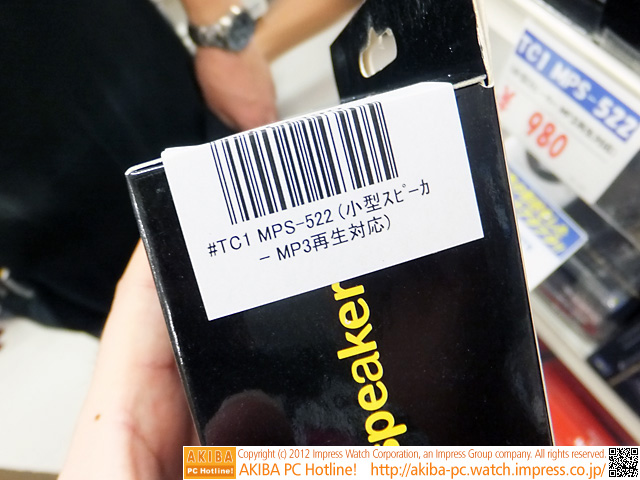 #TC1 MPS-522 (小型ｽﾋﾟｰｶ
- MP3再生対応)
speaker
TC1 MPS-522
¥ 980
AKIBA
PC Hotline!
Copyright (c) 2012 Impress Watch Corporation, an Impress Group company. All rights reserved.
AKIBA PC Hotline! http://akiba-pc.watch.impress.co.jp/